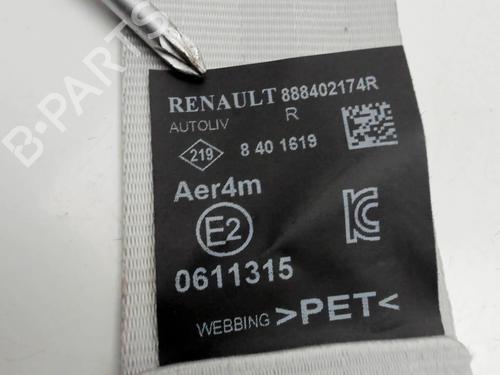 RENAULT 888402174R
AUTOLIV R
219 8 40 1619
Aer4m
E2
0611315
WEBBING >PET<
B-Parts